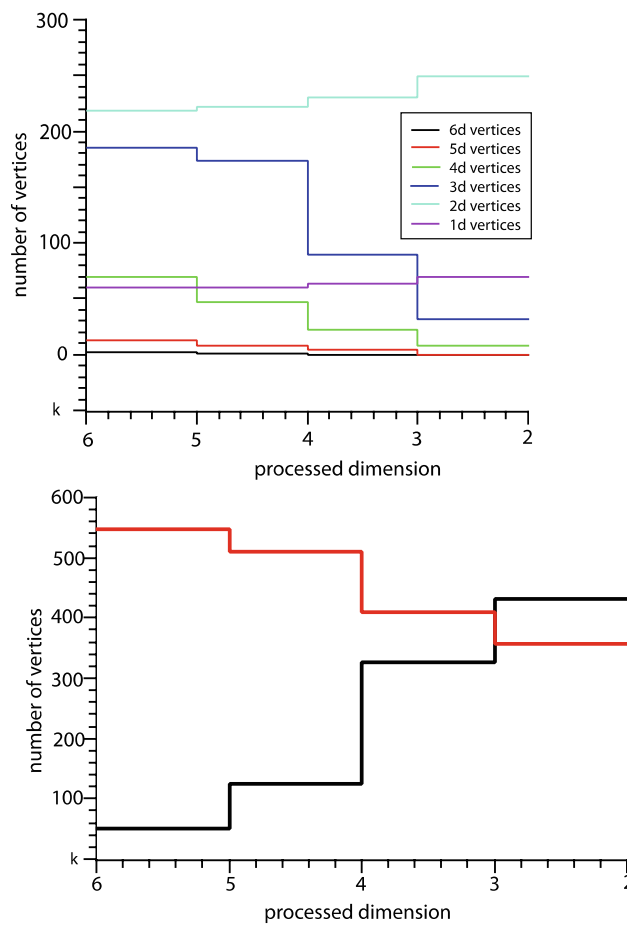 300
200
100
0
k
number of vertices
6d vertices
5d vertices
4d vertices
3d vertices
2d vertices
1d vertices
6 5 4 3 2
processed dimension
600
500
400
300
200
100
k
number of vertices
6 5 4 3 2
processed dimension